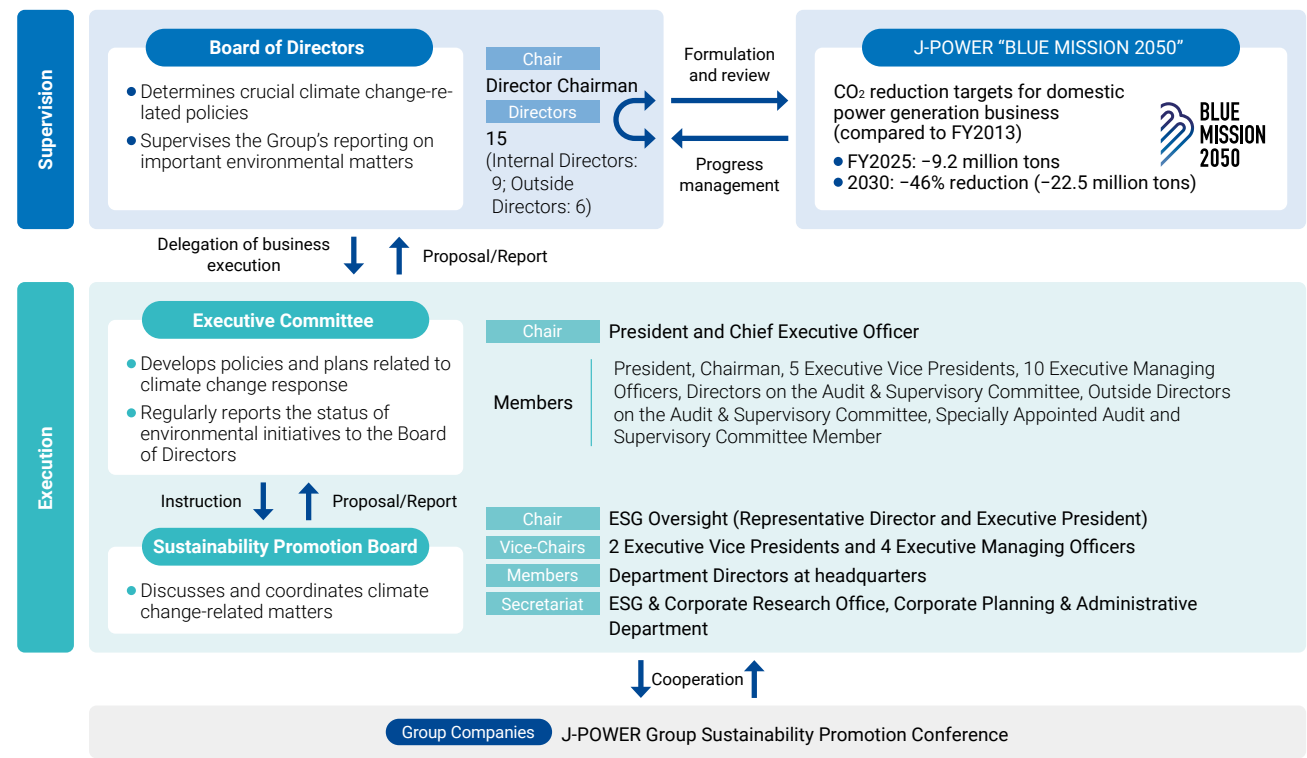 Supervision
Board of Directors
Determines crucial climate change-re-
lated policies
Supervises the Group's reporting on
important environmental matters
Chair
Director Chairman
Directors
15
(Internal Directors:
9; Outside
Directors: 6)
Formulation
and review
Progress
management
J-POWER “BLUE MISSION 2050”
CO₂ reduction targets for domestic
power generation business
(compared to FY2013)
FY2025: −9.2 million tons
2030: −46% reduction (−22.5 million tons)
BLUE
MISSION
2050
Delegation of business
execution
Proposal/Report
Execution
Executive Committee
Develops policies and plans related to
climate change response
Regularly reports the status of
environmental initiatives to the Board
of Directors
Chair
President and Chief Executive Officer
Members
President, Chairman, 5 Executive Vice Presidents, 10 Executive Managing
Officers, Directors on the Audit & Supervisory Committee, Outside Directors
on the Audit & Supervisory Committee, Specially Appointed Audit and
Supervisory Committee Member
Instruction
Proposal/Report
Sustainability Promotion Board
Discusses and coordinates climate
change-related matters
Chair
ESG Oversight (Representative Director and Executive President)
Vice-Chairs
2 Executive Vice Presidents and 4 Executive Managing Officers
Members
Department Directors at headquarters
Secretariat
ESG & Corporate Research Office, Corporate Planning & Administrative
Department
Cooperation
Group Companies
J-POWER Group Sustainability Promotion Conference